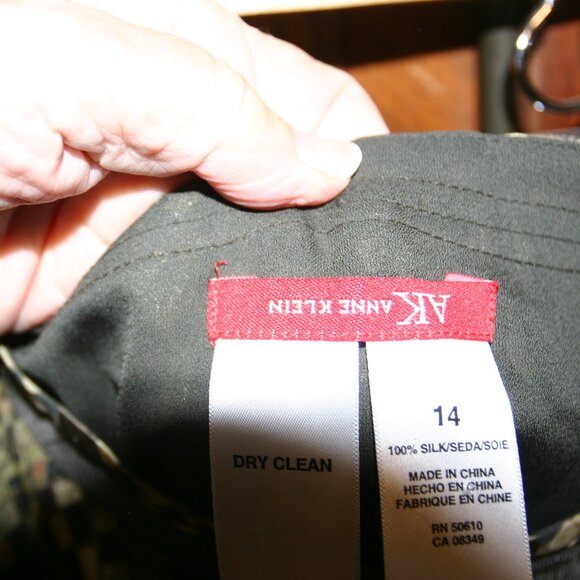 AK ANNE KLEIN
DRY CLEAN
14
100% SILK/SEDA/SOIE
MADE IN CHINA
HECHO EN CHINA
FABRIQUE EN CHINE
RN 50610
CA 08349